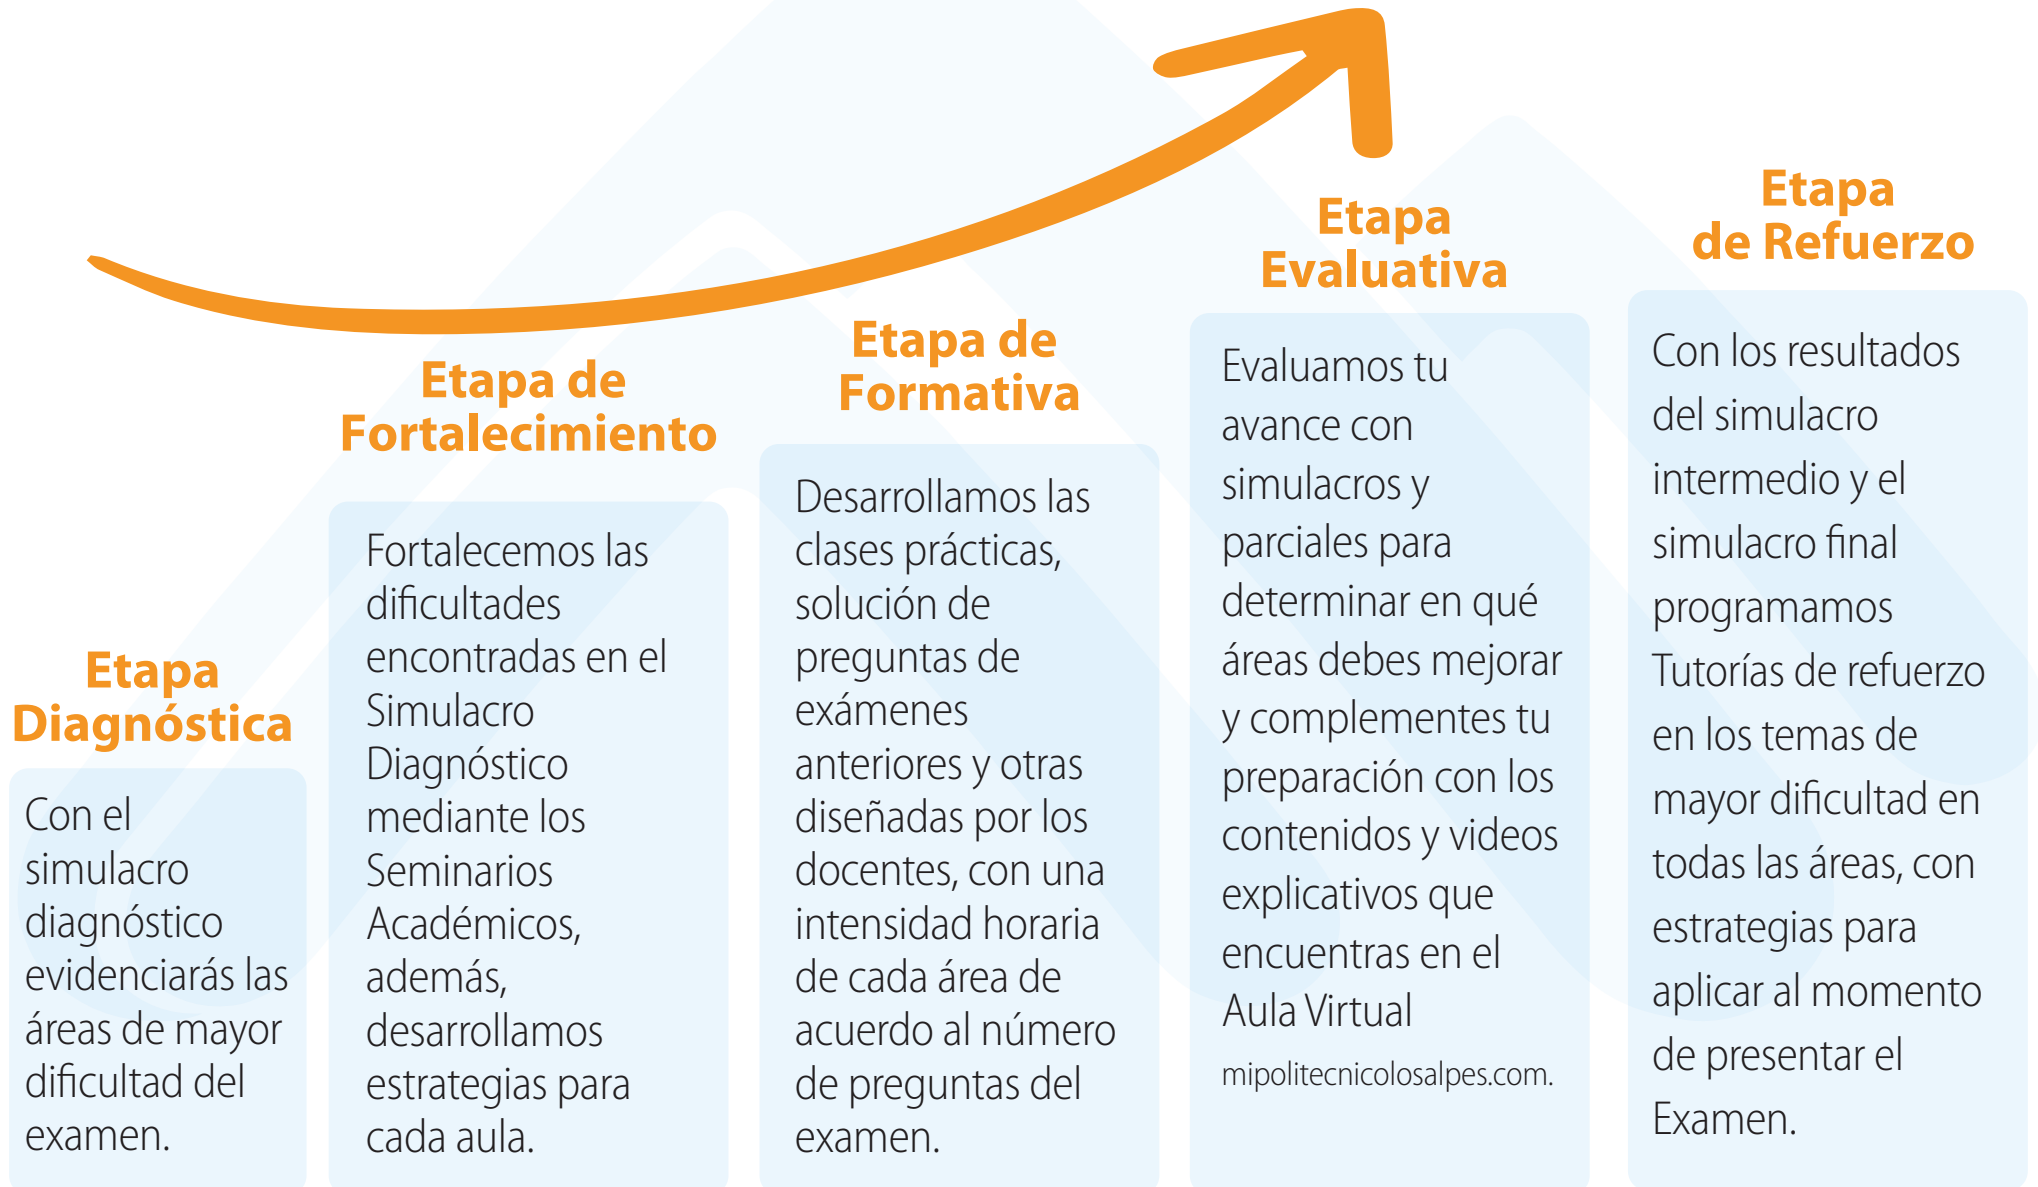 Etapa
Diagnóstica
Con el
simulacro
diagnóstico
evidenciarás las
áreas de mayor
dificultad del
examen.
Etapa de
Fortalecimiento
Fortalecemos las
dificultades
encontradas en el
Simulacro
Diagnóstico
mediante los
Seminarios
Académicos,
además,
desarrollamos
estrategias para
cada aula.
Etapa de
Formativa
Desarrollamos las
clases prácticas,
solución de
preguntas de
exámenes
anteriores y otras
diseñadas por los
docentes, con una
intensidad horaria
de cada área de
acuerdo al número
de preguntas del
examen.
Etapa
Evaluativa
Evaluamos tu
avance con
simulacros y
parciales para
determinar en qué
áreas debes mejorar
y complementes tu
preparación con los
contenidos y videos
explicativos que
encuentras en el
Aula Virtual
mipolitecnicolosalpes.com.
Etapa
de Refuerzo
Con los resultados
del simulacro
intermedio y el
simulacro final
programamos
Tutorías de refuerzo
en los temas de
mayor dificultad en
todas las áreas, con
estrategias para
aplicar al momento
de presentar el
Examen.